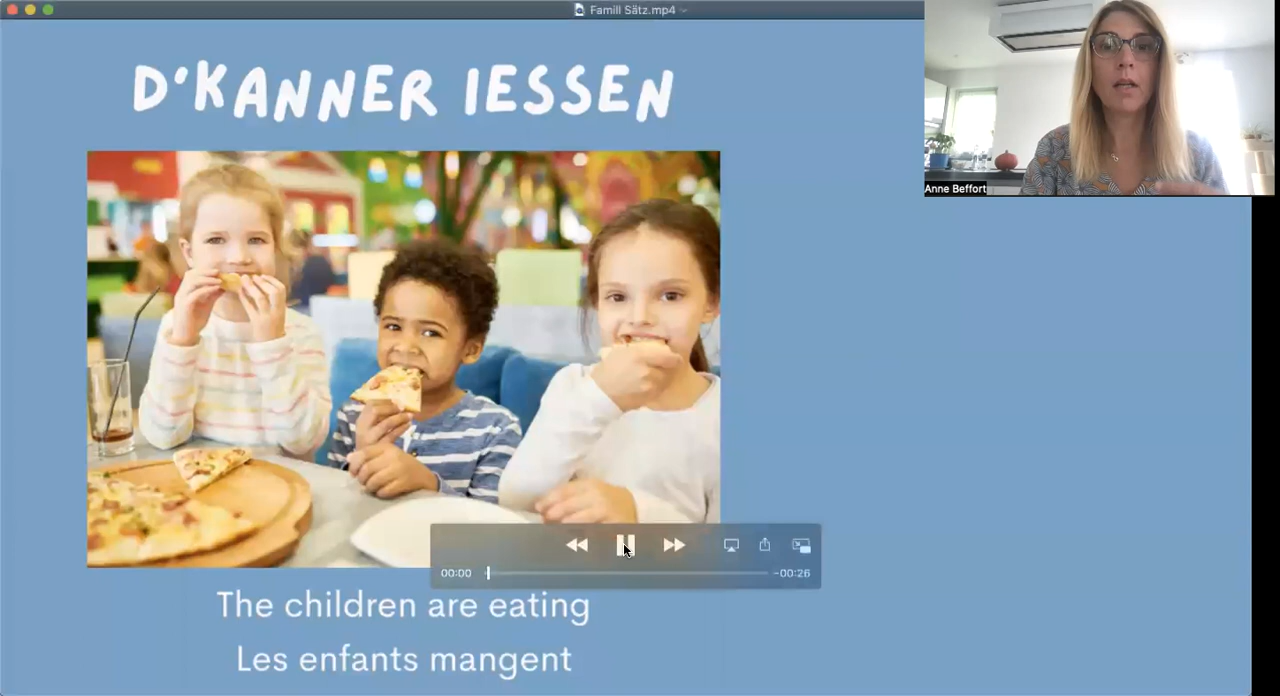 Famill Sätz.mp4
D'KANNER IESSEN
Anne Beffort
00:00
-00:26
The children are eating
Les enfants mangent